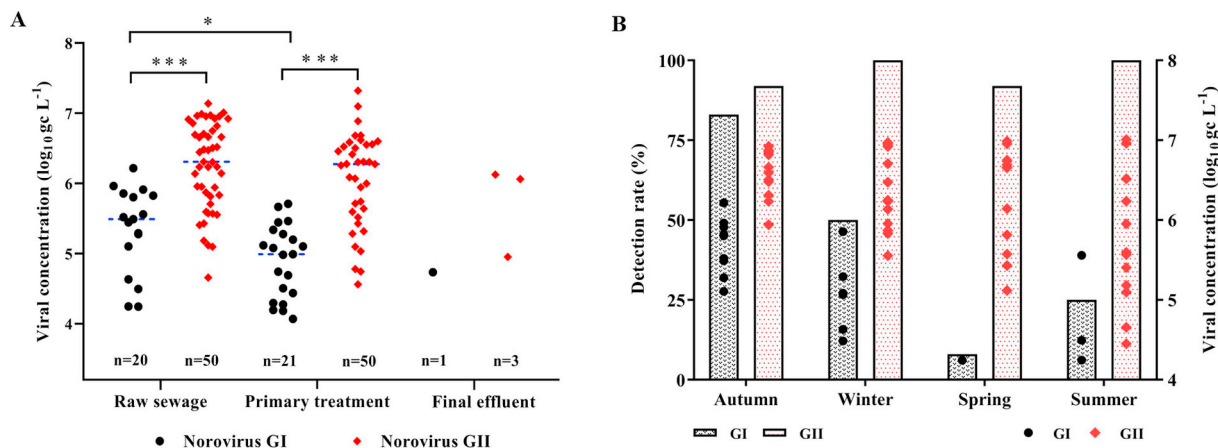 A
Viral concentration (log10 gc L-1)
8
7
6
5
4
*
***
***
n=20 n=50 n=21 n=50 n=1 n=3
Raw sewage Primary treatment Final effluent
Norovirus GI Norovirus GII
B
Detection rate (%)
100
75
50
25
0
Autumn Winter Spring Summer
8
7
6
5
4
Viral concentration (log10 gc L-1)
GI GII GI GII